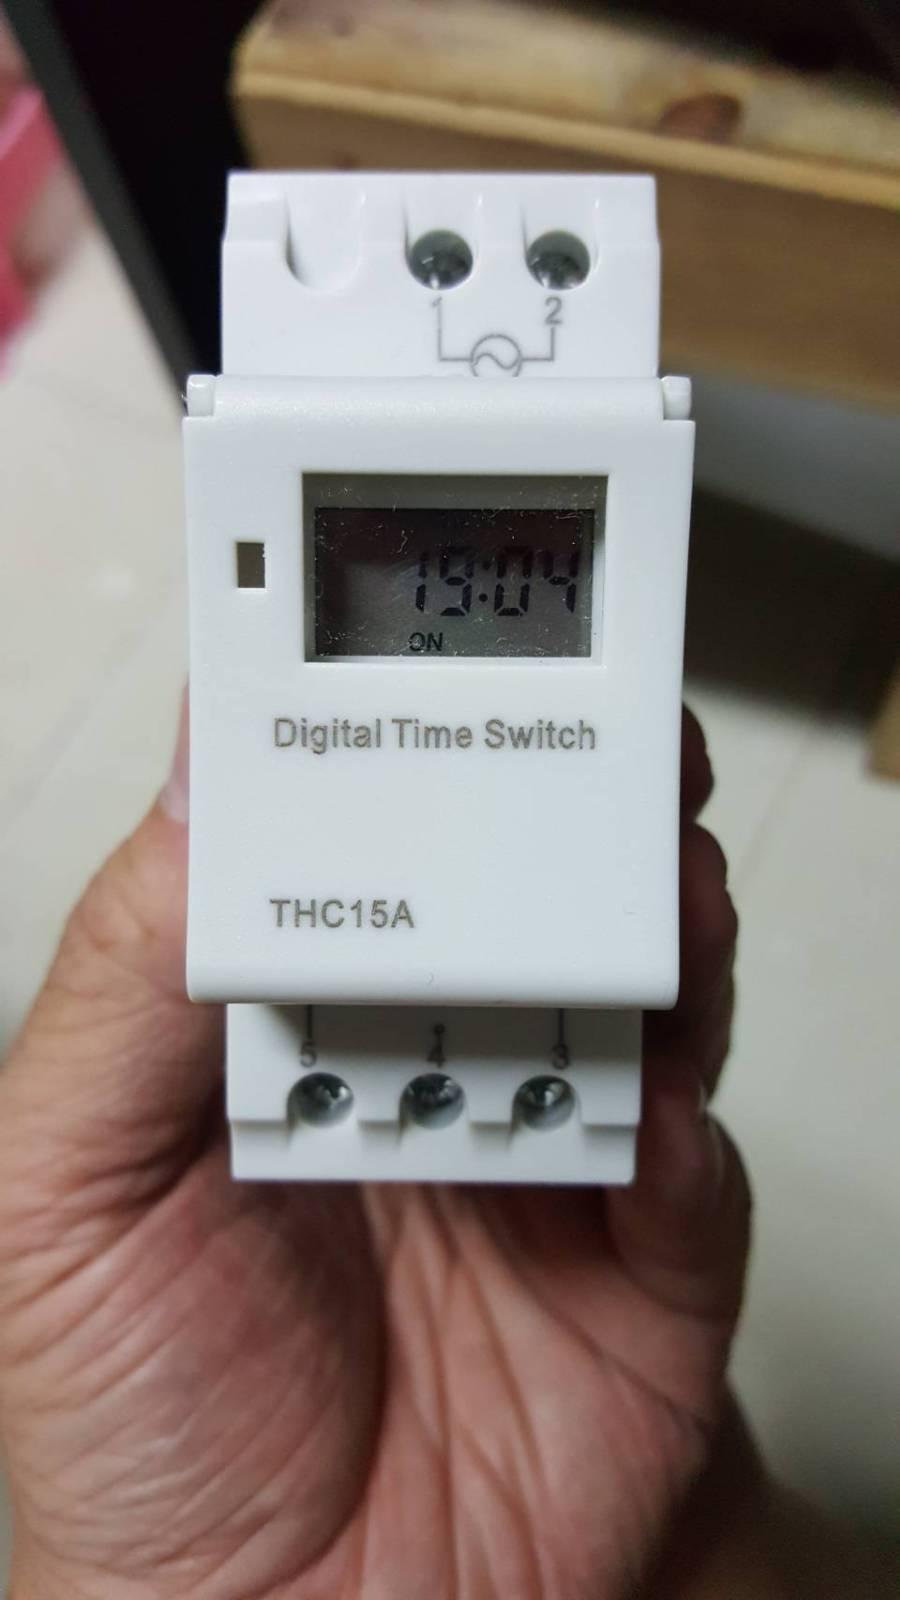 1 2
19:04
ON
Digital Time Switch
THC15A
5 4 3